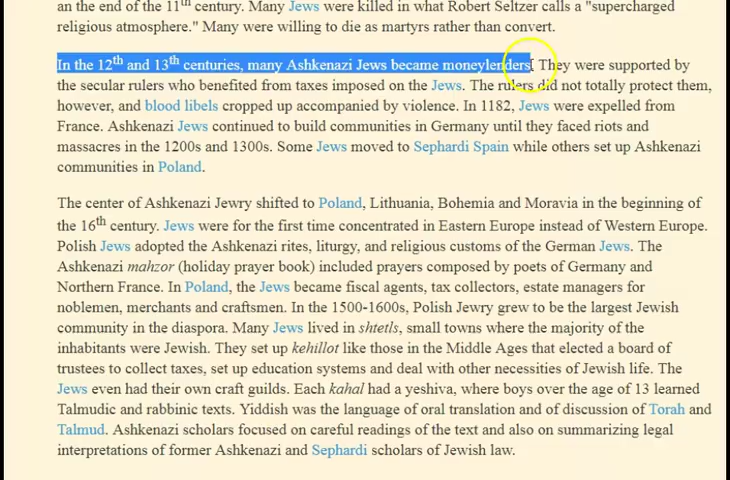 an the end of the 11th century. Many Jews were killed in what Robert Seltzer calls a "supercharged
religious atmosphere." Many were willing to die as martyrs rather than convert.
In the 12th and 13th centuries, many Ashkenazi Jews became moneylenders. They were supported by
the secular rulers who benefited from taxes imposed on the Jews. The rulers did not totally protect them,
however, and blood libels cropped up accompanied by violence. In 1182, Jews were expelled from
France. Ashkenazi Jews continued to build communities in Germany until they faced riots and
massacres in the 1200s and 1300s. Some Jews moved to Sephardi Spain while others set up Ashkenazi
communities in Poland.
The center of Ashkenazi Jewry shifted to Poland, Lithuania, Bohemia and Moravia in the beginning of
the 16th century. Jews were for the first time concentrated in Eastern Europe instead of Western Europe.
Polish Jews adopted the Ashkenazi rites, liturgy, and religious customs of the German Jews. The
Ashkenazi mahzor (holiday prayer book) included prayers composed by poets of Germany and
Northern France. In Poland, the Jews became fiscal agents, tax collectors, estate managers for
noblemen, merchants and craftsmen. In the 1500-1600s, Polish Jewry grew to be the largest Jewish
community in the diaspora. Many Jews lived in shtetls, small towns where the majority of the
inhabitants were Jewish. They set up kehillot like those in the Middle Ages that elected a board of
trustees to collect taxes, set up education systems and deal with other necessities of Jewish life. The
Jews even had their own craft guilds. Each kahal had a yeshiva, where boys over the age of 13 learned
Talmudic and rabbinic texts. Yiddish was the language of oral translation and of discussion of Torah and
Talmud. Ashkenazi scholars focused on careful readings of the text and also on summarizing legal
interpretations of former Ashkenazi and Sephardi scholars of Jewish law.